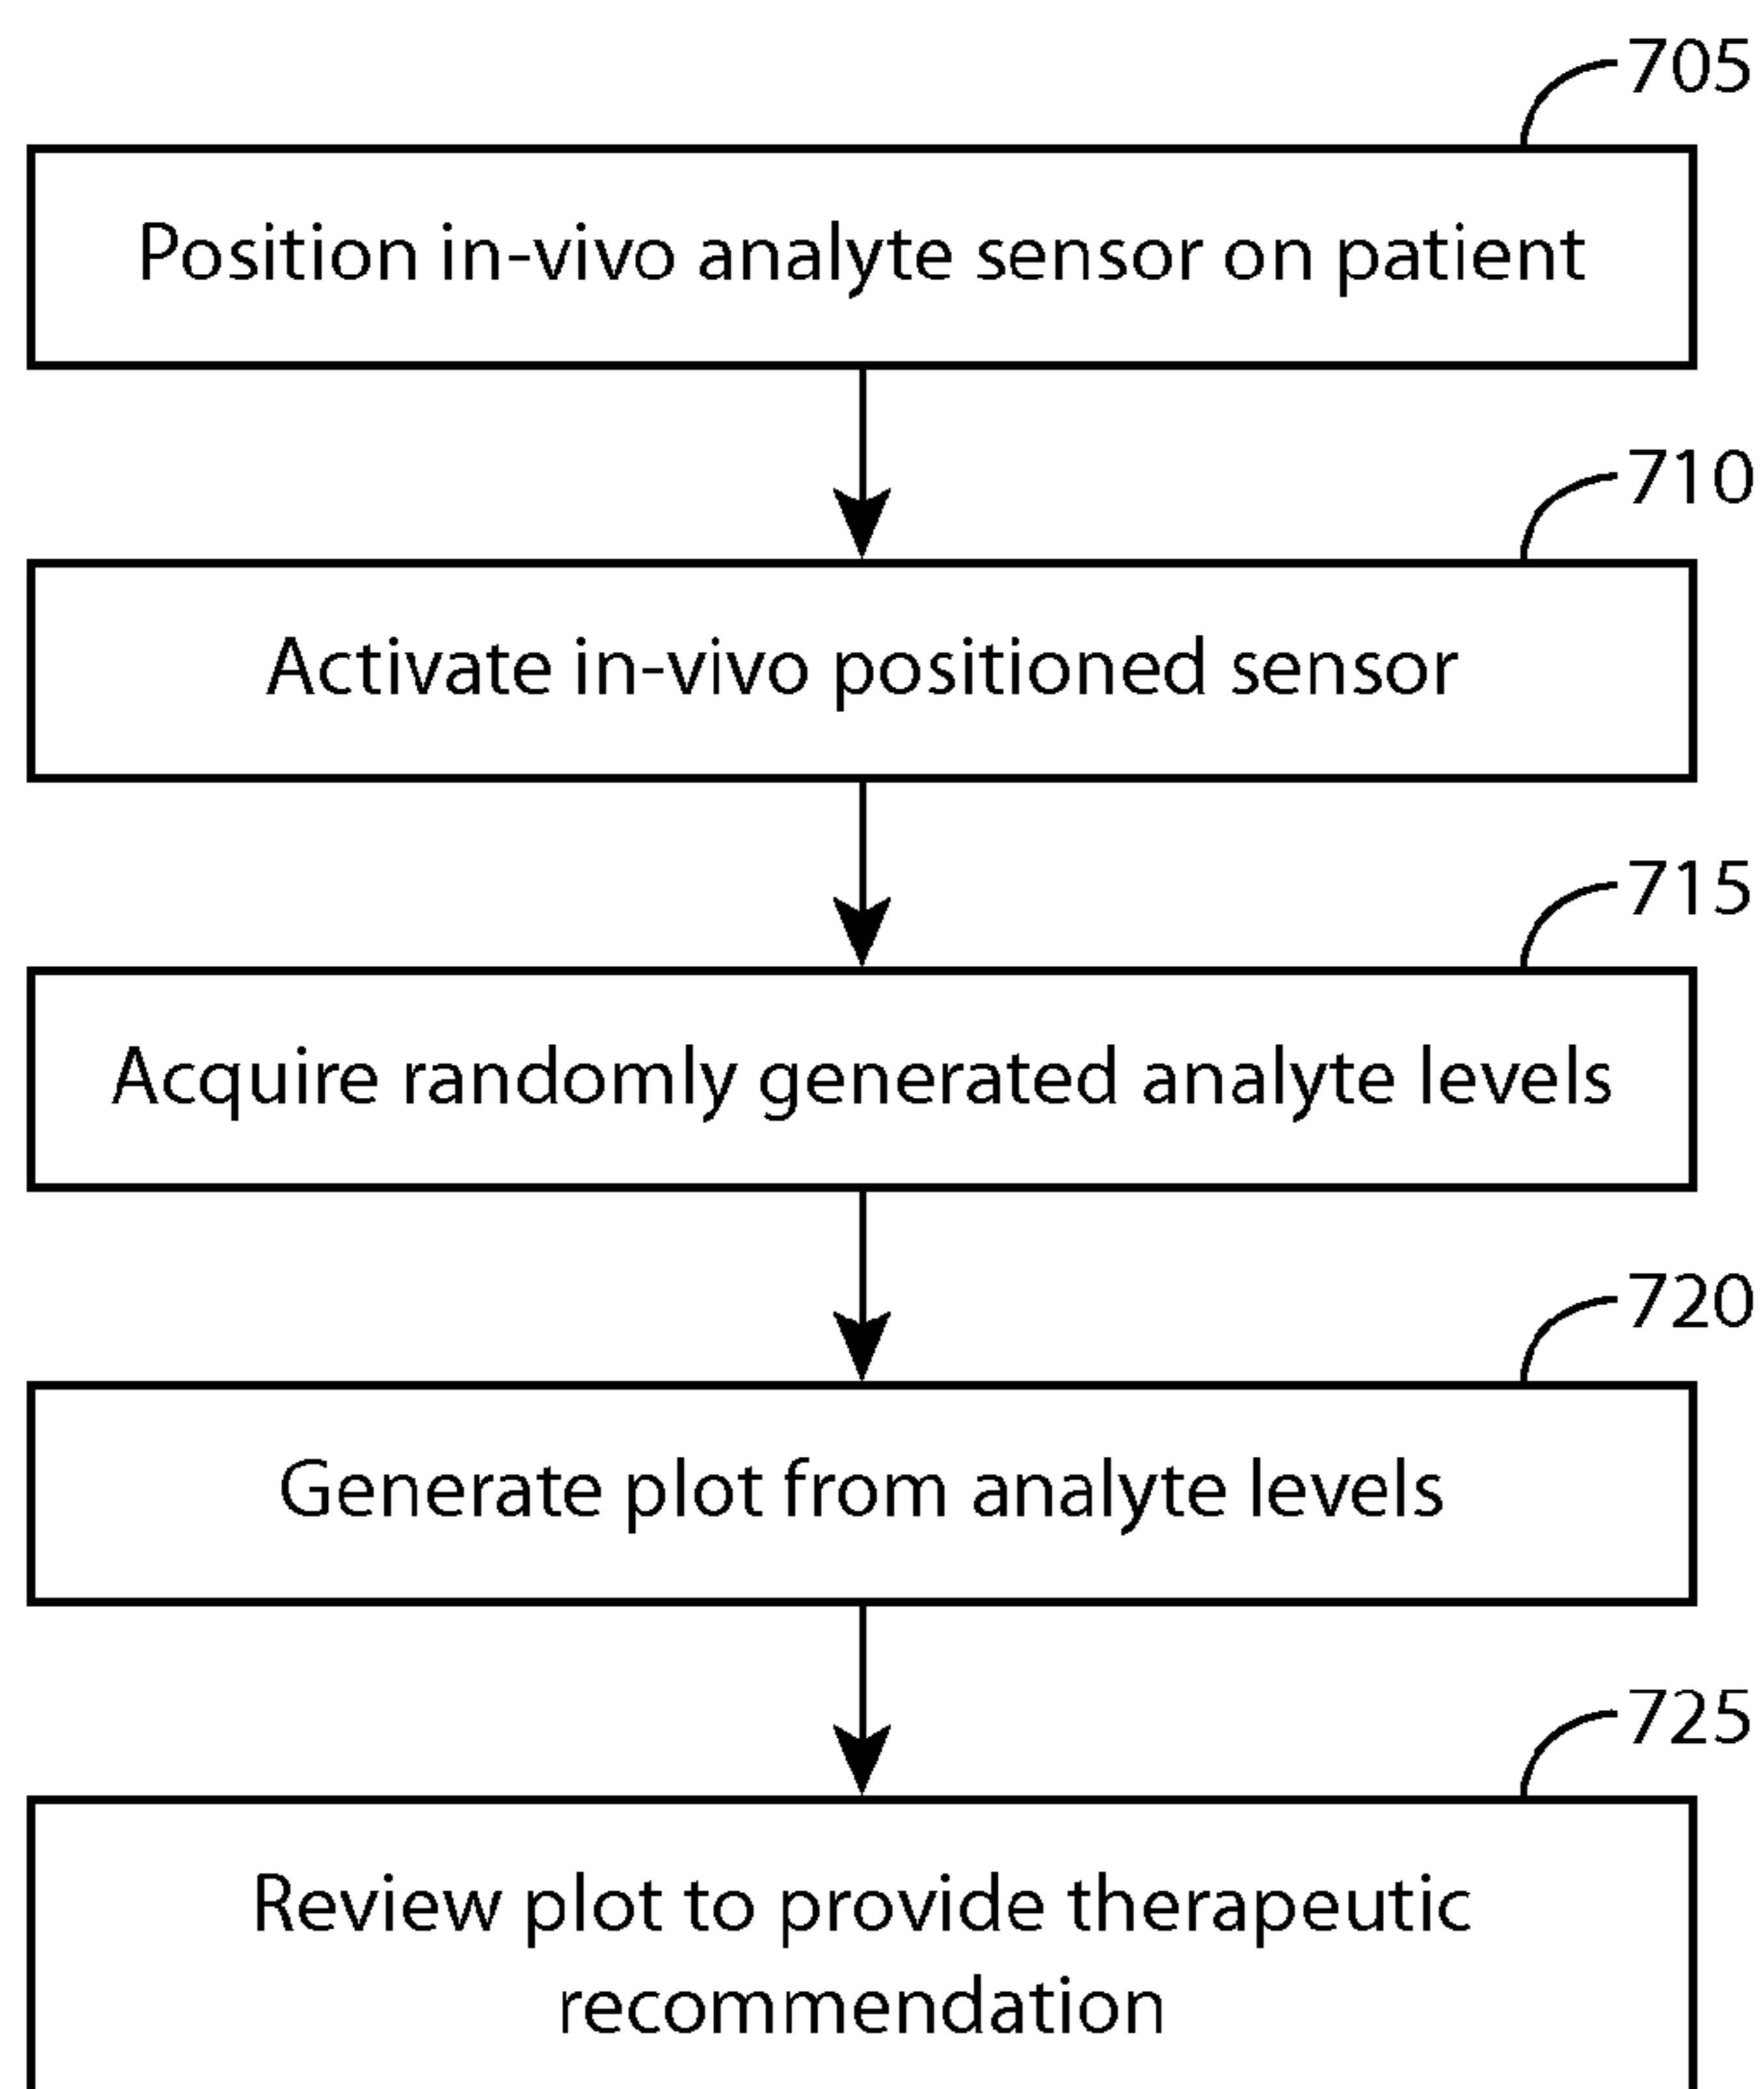 705
Position in-vivo analyte sensor on patient
710
Activate in-vivo positioned sensor
715
Acquire randomly generated analyte levels
720
Generate plot from analyte levels
725
Review plot to provide therapeutic
recommendation